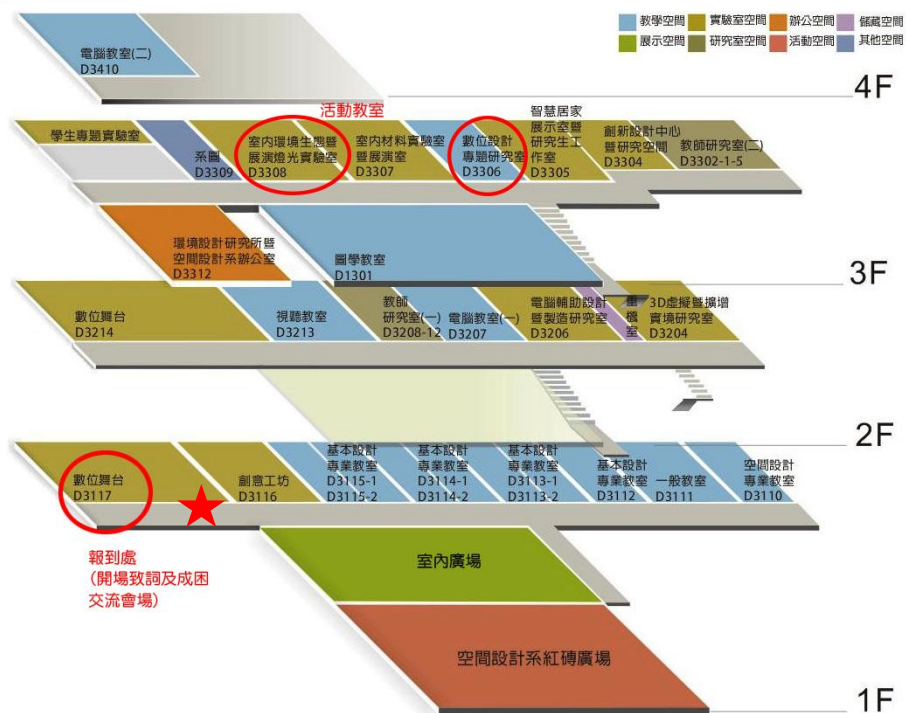 教學空間
實驗室空間
辦公空間
儲藏空間
展示空間
研究室空間
活動空間
其他空間
電腦教室(二)
D3410
4F
活動教室
學生專題實驗室
系圖
D3309
室內環境生態暨
展演燈光實驗室
D3308
室內材料實驗室
暨展演室
D3307
數位設計
專題研究室
D3306
智慧居家
展示室暨
研究生工
作室
D3305
創新設計中心
暨研究空間
D3304
教師研究室(二)
D3302-1-5
環境設計研究所暨
空間設計系辦公室
D3312
圖學教室
D1301
3F
數位舞台
D3214
視聽教室
D3213
教師
研究室(一)
D3208-12
電腦教室(一)
D3207
電腦輔助設計
暨製造研究室
D3206
重
機
室
3D虛擬暨擴增
實境研究室
D3204
2F
數位舞台
D3117
創意工坊
D3116
基本設計
專業教室
D3115-1
D3115-2
基本設計
專業教室
D3114-1
D3114-2
基本設計
專業教室
D3113-1
D3113-2
基本設計
專業教室
D3112
一般教室
D3111
空間設計
專業教室
D3110
報到處
(開場致詞及成困
交流會場)
室內廣場
空間設計系紅磚廣場
1F